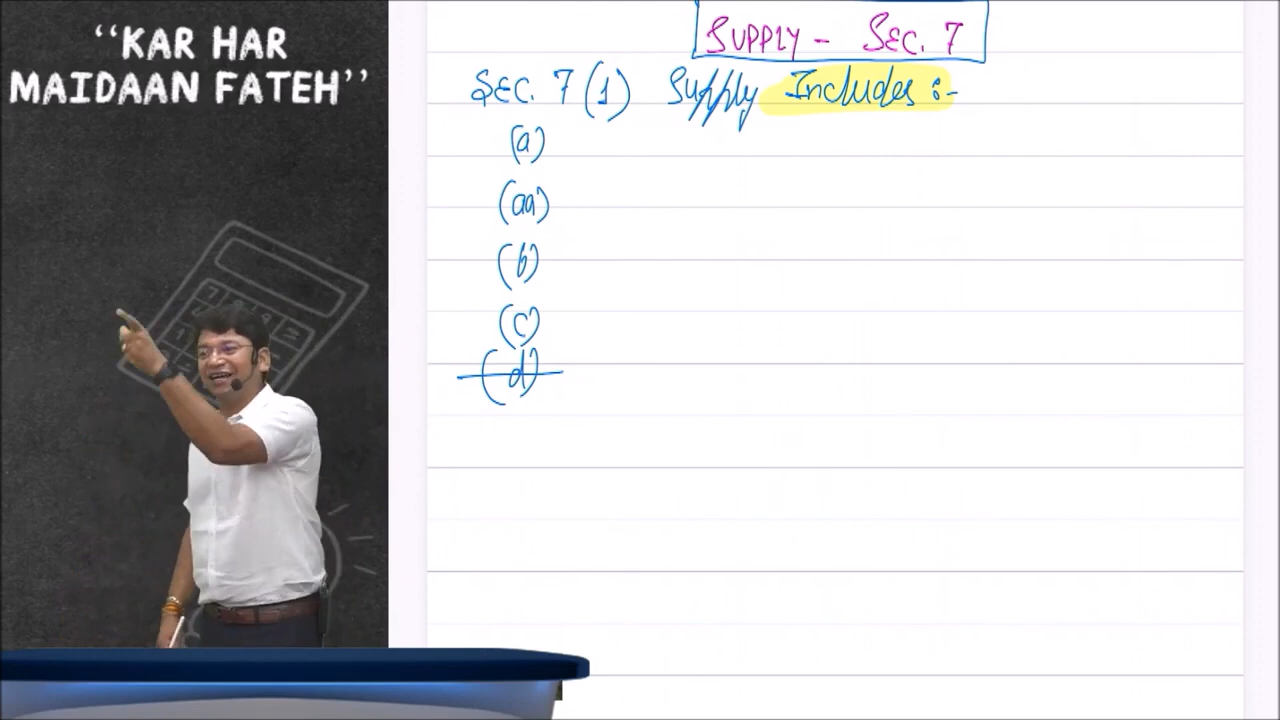 “KAR HAR
MAIDAAN FATEH”
SUPPLY - SEC. 7
SEC. 7 (1) Supply Includes :-
(a)
(aa)
(b)
(c)
(d)